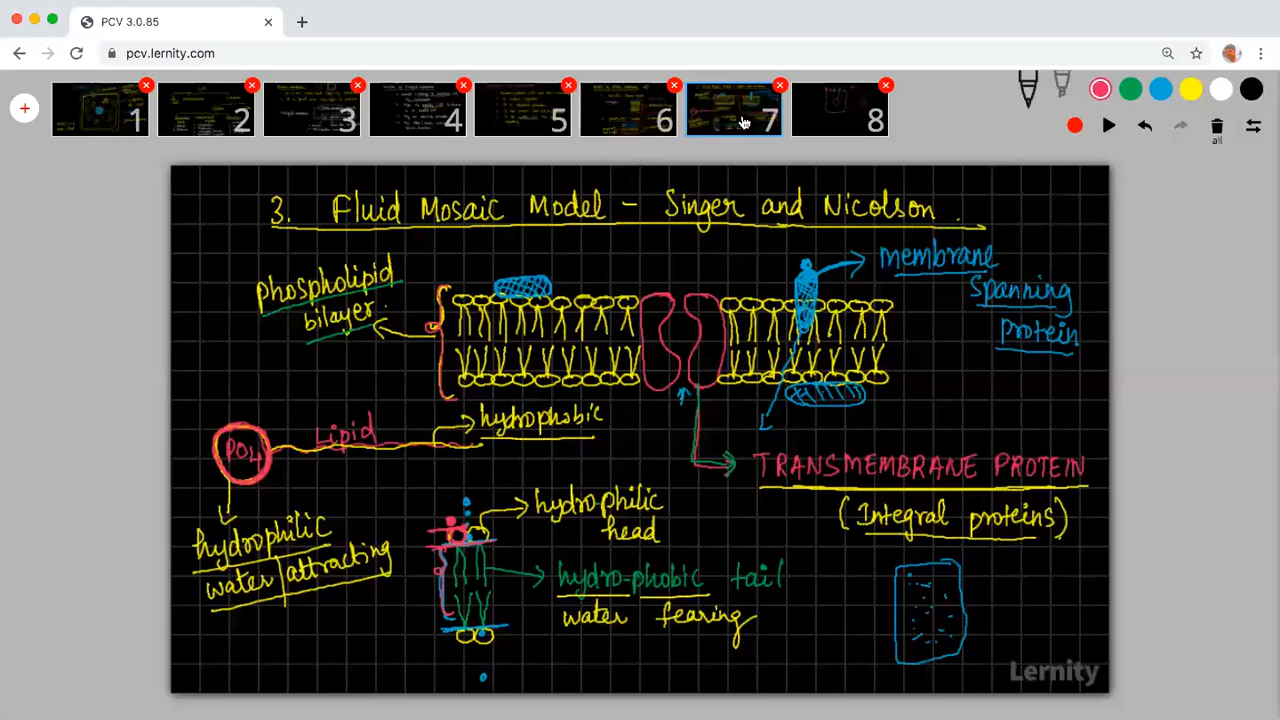 PCV 3.0.85
pcv.lernity.com
1
2
3
4
5
6
7
8
all
3. Fluid Mosaic Model - Singer and Nicolson.
phospholipid
bilayer.
membrane
Spanning
protein
PO4
Lipid
hydrophobic
TRANSMEMBRANE PROTEIN
(Integral proteins)
hydrophilic
water attracting
hydrophilic
head
hydro-phobic tail
water fearing
Lernity